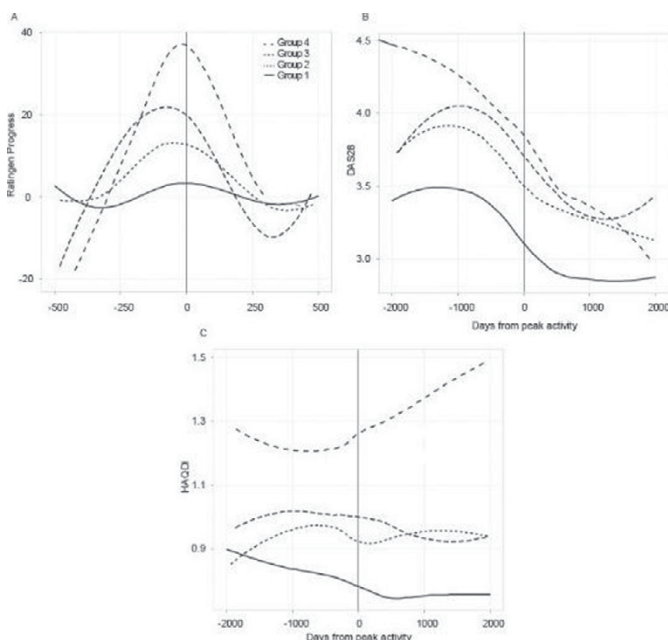 A
Ratingen Progress
40
20
0
-20
-500
-250
0
250
500
Group 4
Group 3
Group 2
Group 1
B
DAS28
4.5
4.0
3.5
3.0
-2000
-1000
0
1000
2000
Days from peak activity
C
HAQDI
1.5
1.3
1.1
0.9
-2000
-1000
0
1000
2000
Days from peak activity